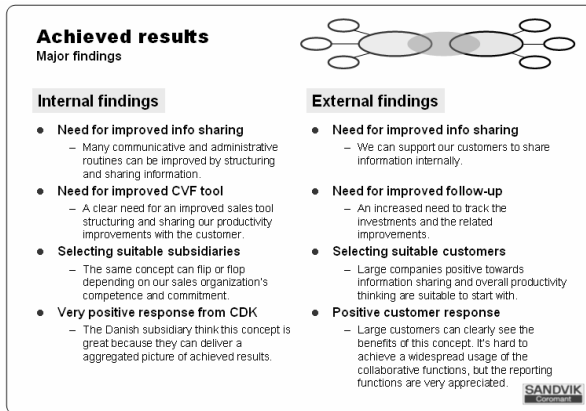 Achieved results
Major findings
Internal findings
● Need for improved info sharing
– Many communicative and administrative
routines can be improved by structuring
and sharing information.
● Need for improved CVF tool
– A clear need for an improved sales tool
structuring and sharing our productivity
improvements with the customer.
● Selecting suitable subsidiaries
– The same concept can flip or flop
depending on our sales organization's
competence and commitment.
● Very positive response from CDK
– The Danish subsidiary think this concept is
great because they can deliver a
aggregated picture of achieved results.
External findings
● Need for improved info sharing
– We can support our customers to share
information internally.
● Need for improved follow-up
– An increased need to track the
investments and the related
improvements.
● Selecting suitable customers
– Large companies positive towards
information sharing and overall productivity
thinking are suitable to start with.
● Positive customer response
– Large customers can clearly see the
benefits of this concept. It's hard to
achieve a widespread usage of the
collaborative functions, but the reporting
functions are very appreciated.
SANDVIK
Coromant